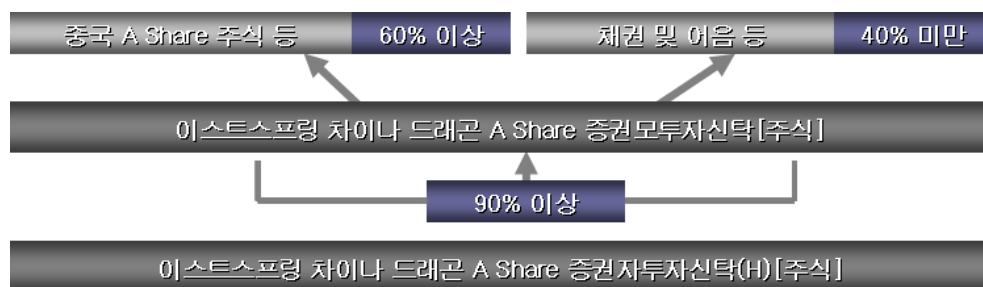 중국 A Share 주식 등 60% 이상
채권 및 어음 등 40% 미만
이스트스프링 차이나 드래곤 A Share 증권모투자신탁[주식]
90% 이상
이스트스프링 차이나 드래곤 A Share 증권자투자신탁(H)[주식]